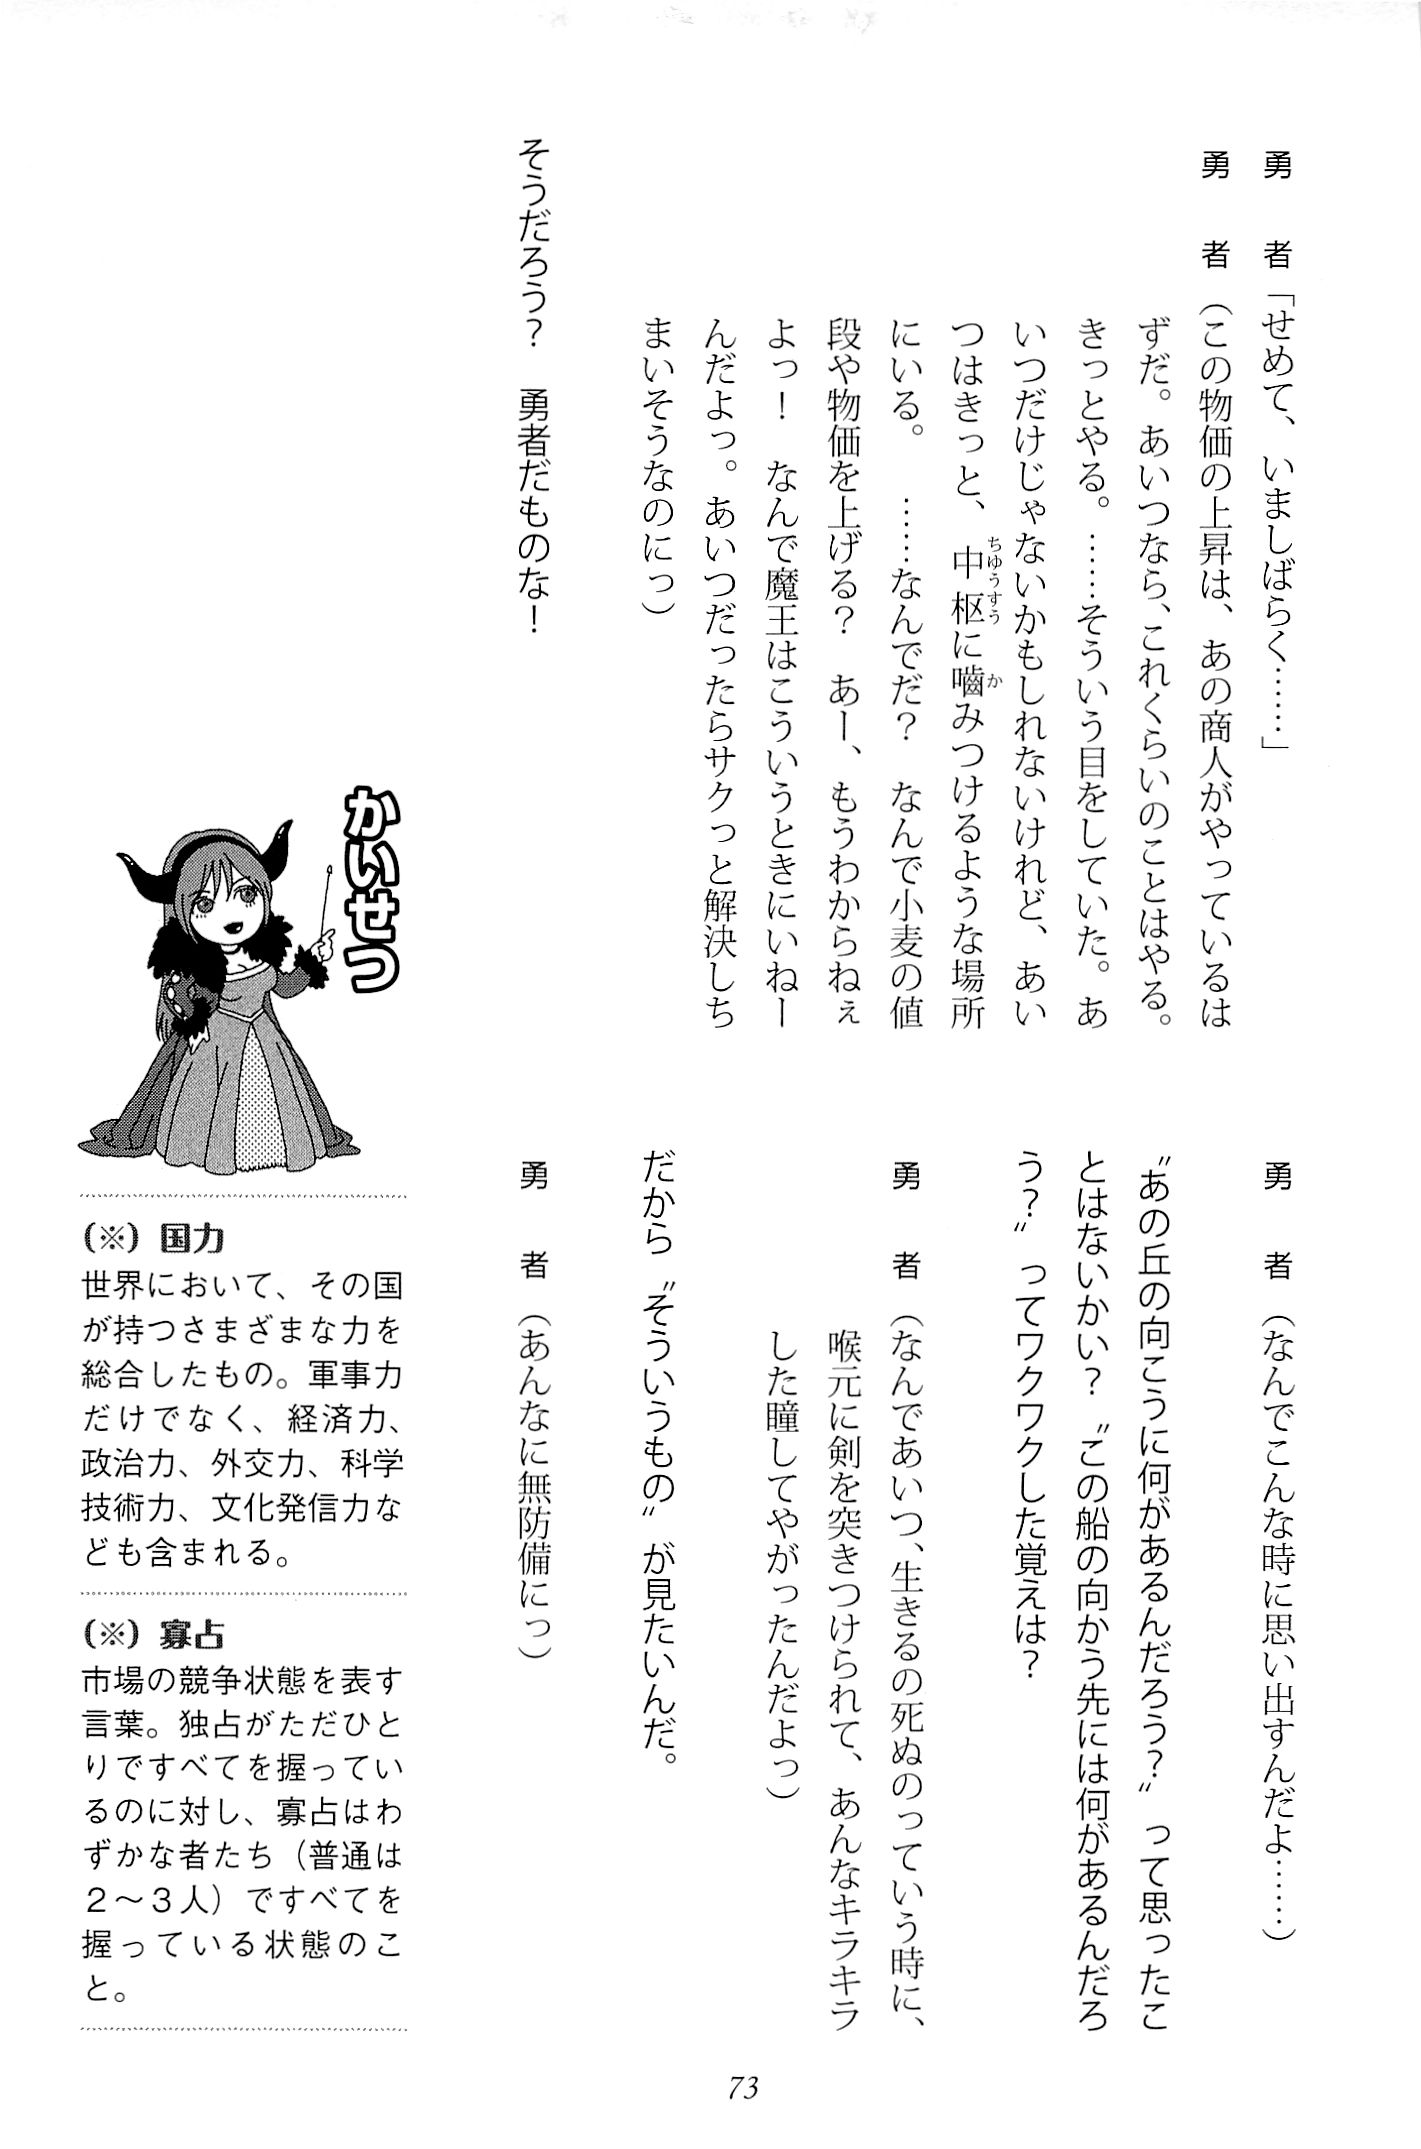 勇者「せめて、いましばらく……」
勇者（この物価の上昇は、あの商人がやっているは
ずだ。あいつなら、これくらいのことはやる。
きっとやる。……そういう目をしていた。あ
いつだけじゃないかもしれないけれど、あい
つはきっと、中枢に嚙みつけるような場所
ちゅうすう
か
にいる。　……なんでだ？　なんで小麦の値
段や物価を上げる？　あー、もうわからねぇ
よっ！　なんで魔王はこういうときにいねー
んだよっ。あいつだったらサクっと解決しち
まいそうなのにっ）
そうだろう？　勇者だものな！
勇者（なんでこんな時に思い出すんだよ……）
〝あの丘の向こうに何があるんだろう？〟って思ったこ
とはないかい？〝この船の向かう先には何があるんだろ
う？〟ってワクワクした覚えは？
勇者（なんであいつ、生きるの死ぬのっていう時に、
喉元に剣を突きつけられて、あんなキラキラ
した瞳してやがったんだよっ）
だから〝そういうもの〟が見たいんだ。
勇者（あんなに無防備にっ）
かいせつ
（※）国力
世界において、その国
が持つさまざまな力を
総合したもの。軍事力
だけでなく、経済力、
政治力、外交力、科学
技術力、文化発信力な
ども含まれる。
（※）寡占
市場の競争状態を表す
言葉。独占がただひと
りですべてを握ってい
るのに対し、寡占はわ
ずかな者たち（普通は
２～３人）ですべてを
握っている状態のこ
と。
73